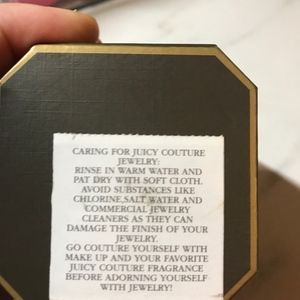 CARING FOR JUICY COUTURE
JEWELRY:
RINSE IN WARM WATER AND
PAT DRY WITH SOFT CLOTH.
AVOID SUBSTANCES LIKE
CHLORINE,SALT WATER AND
COMMERCIAL JEWELRY
CLEANERS AS THEY CAN
DAMAGE THE FINISH OF YOUR
JEWELRY.
GO COUTURE YOURSELF WITH
MAKE UP AND YOUR FAVORITE
JUICY COUTURE FRAGRANCE
BEFORE ADORNING YOURSELF
WITH JEWELRY!